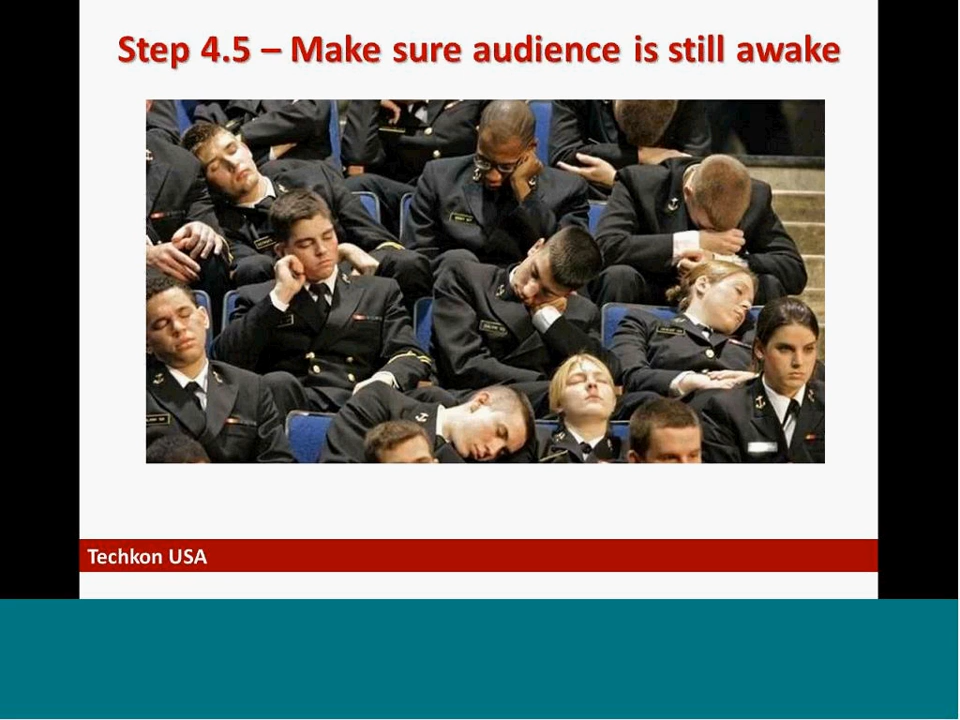 Step 4.5 – Make sure audience is still awake
Techkon USA